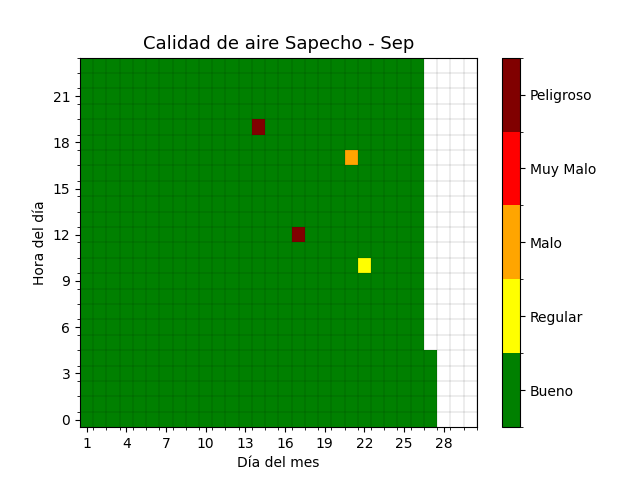 Calidad de aire Sapecho - Sep
21
18
15
12
9
6
3
0
Hora del día
1 4 7 10 13 16 19 22 25 28
Día del mes
Peligroso
Muy Malo
Malo
Regular
Bueno